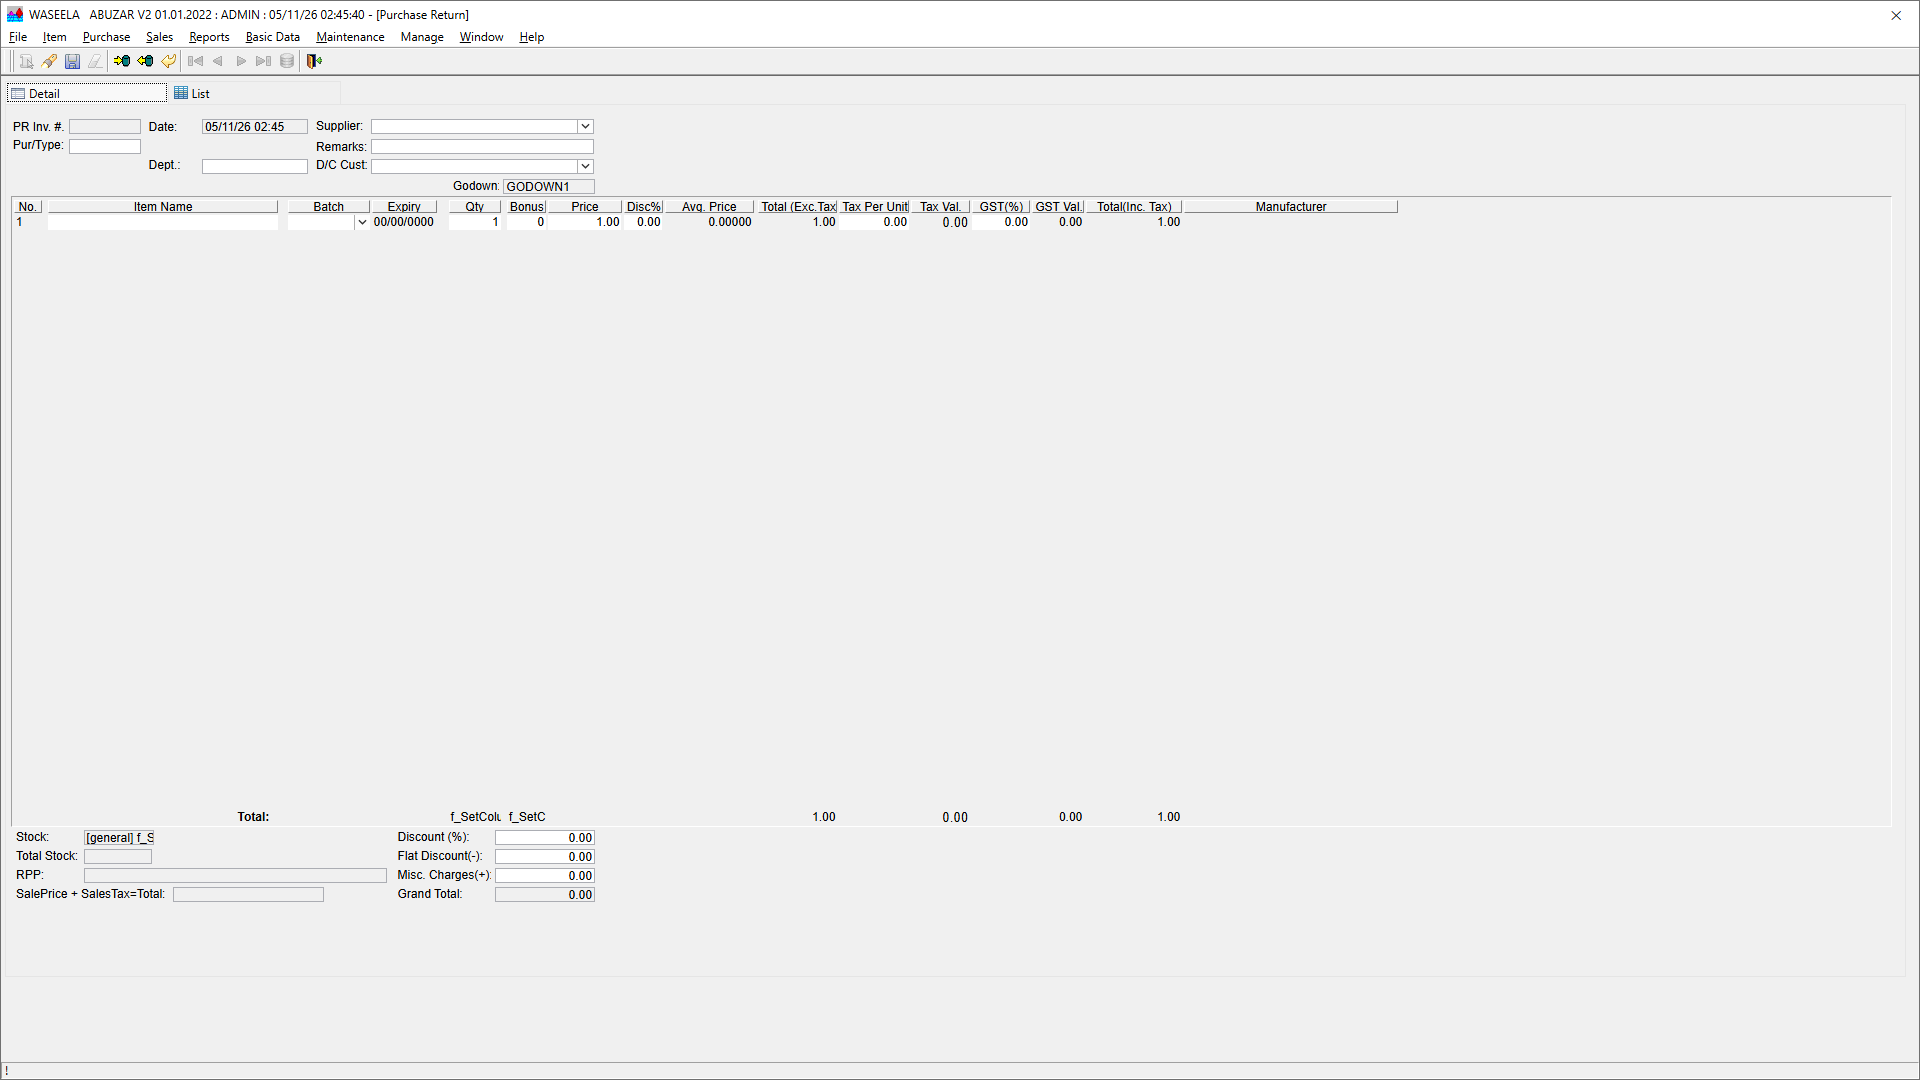 WASEELA ABUZAR V2 01.01.2022 : ADMIN : 05/11/26 02:45:40 - [Purchase Return]
File Item Purchase Sales Reports Basic Data Maintenance Manage Window Help
Detail List
PR Inv. #. Date: 05/11/26 02:45 Supplier:
Pur/Type: Remarks:
Dept.: D/C Cust:
Godown: GODOWN1
No. Item Name Batch Expiry Qty Bonus Price Disc% Avg. Price Total (Exc.Tax Tax Per Unit Tax Val. GST(%) GST Val. Total(Inc. Tax) Manufacturer
1 00/00/0000 1 0 1.00 0.00 0.00000 1.00 0.00 0.00 0.00 0.00 1.00
Total: f_SetColu f_SetC 1.00 0.00 0.00 1.00
Stock: [general] f_S Discount (%): 0.00
Total Stock: Flat Discount(-): 0.00
RPP: Misc. Charges(+): 0.00
SalePrice + SalesTax=Total: Grand Total: 0.00
!